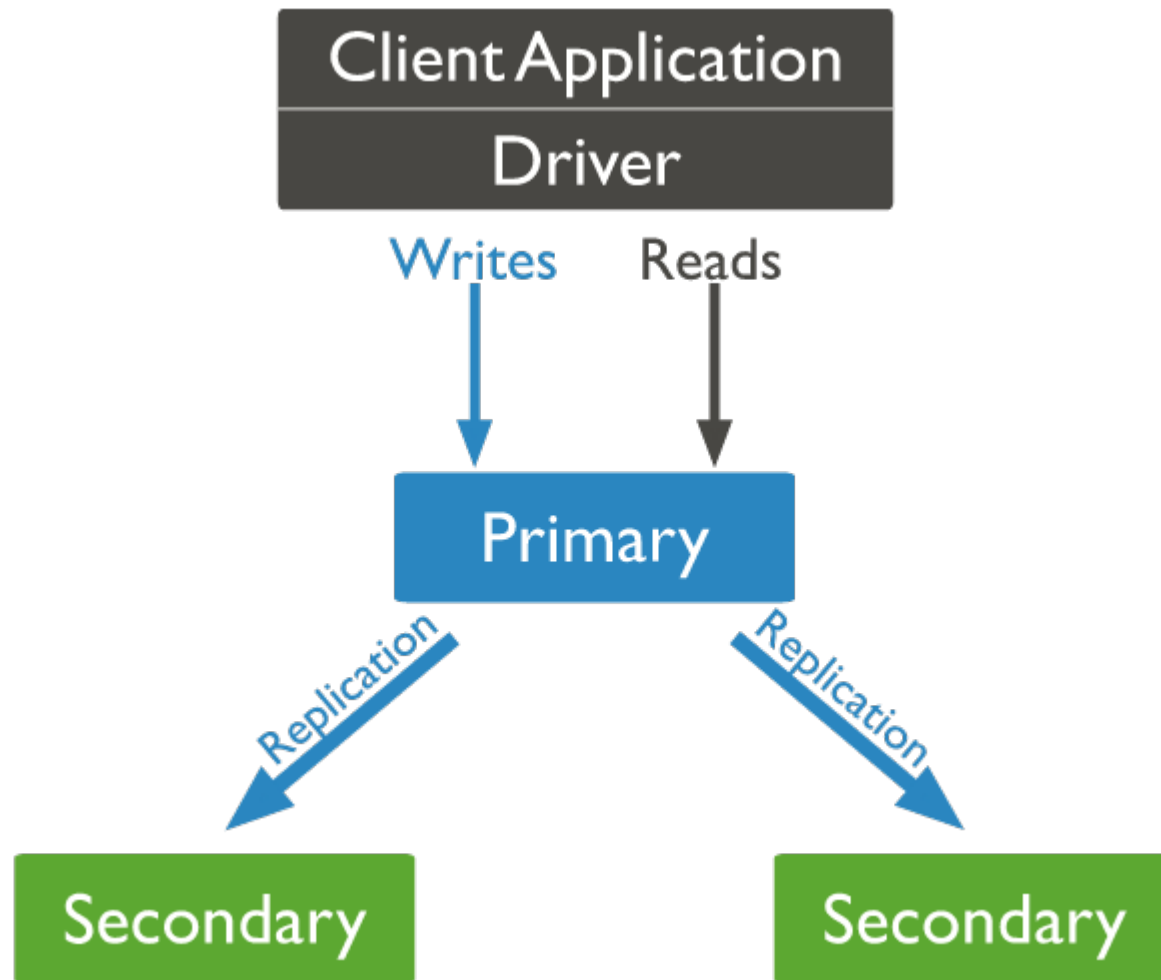 Client Application
Driver
Writes
Reads
Primary
Replication
Replication
Secondary
Secondary